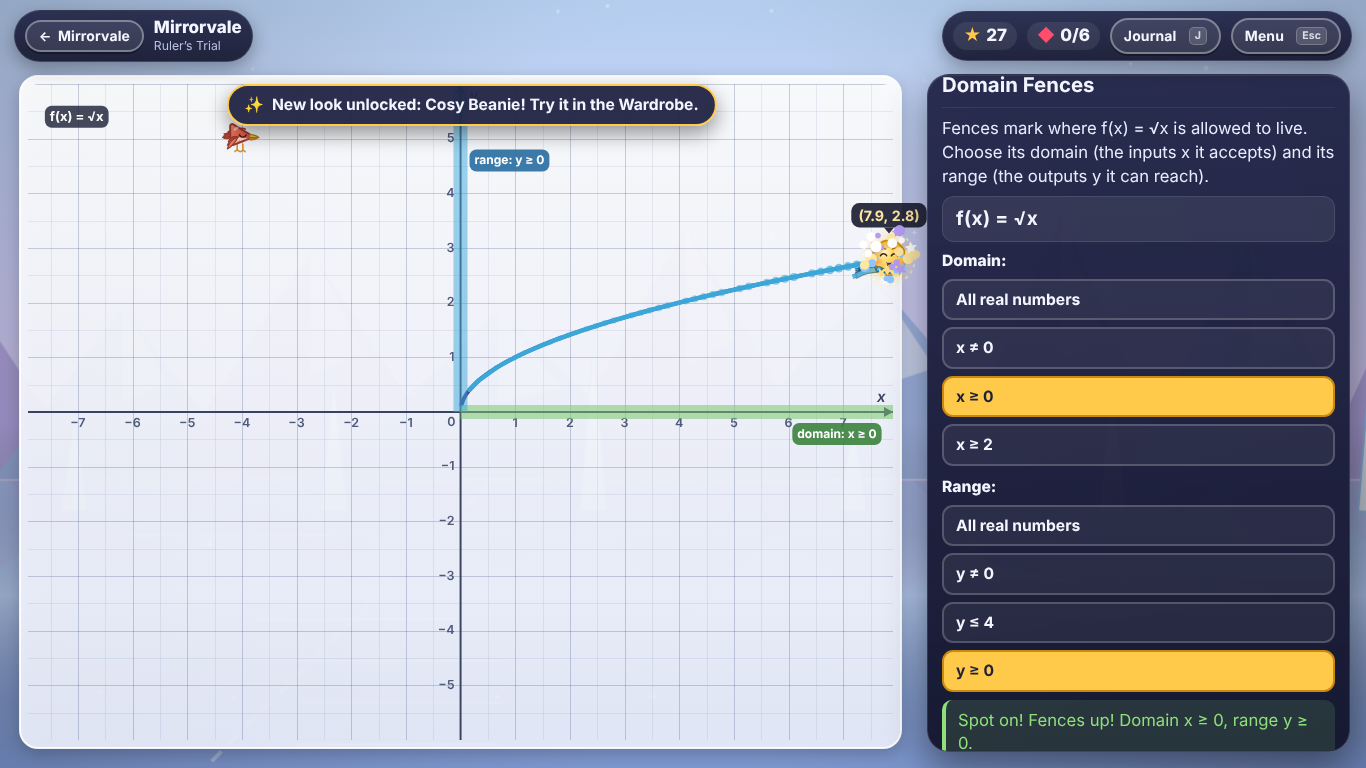 ← Mirrorvale
Mirrorvale
Ruler's Trial
★ 27
0/6
Journal J
Menu Esc
✨ New look unlocked: Cosy Beanie! Try it in the Wardrobe.
f(x) = √x
range: y ≥ 0
(7.9, 2.8)
domain: x ≥ 0
x
5
4
3
2
1
−7 −6 −5 −4 −3 −2 −1 0 1 2 3 4 5 6 7
−1
−2
−3
−4
−5
Domain Fences
Fences mark where f(x) = √x is allowed to live.
Choose its domain (the inputs x it accepts) and its
range (the outputs y it can reach).
f(x) = √x
Domain:
All real numbers
x ≠ 0
x ≥ 0
x ≥ 2
Range:
All real numbers
y ≠ 0
y ≤ 4
y ≥ 0
Spot on! Fences up! Domain x ≥ 0, range y ≥
0.